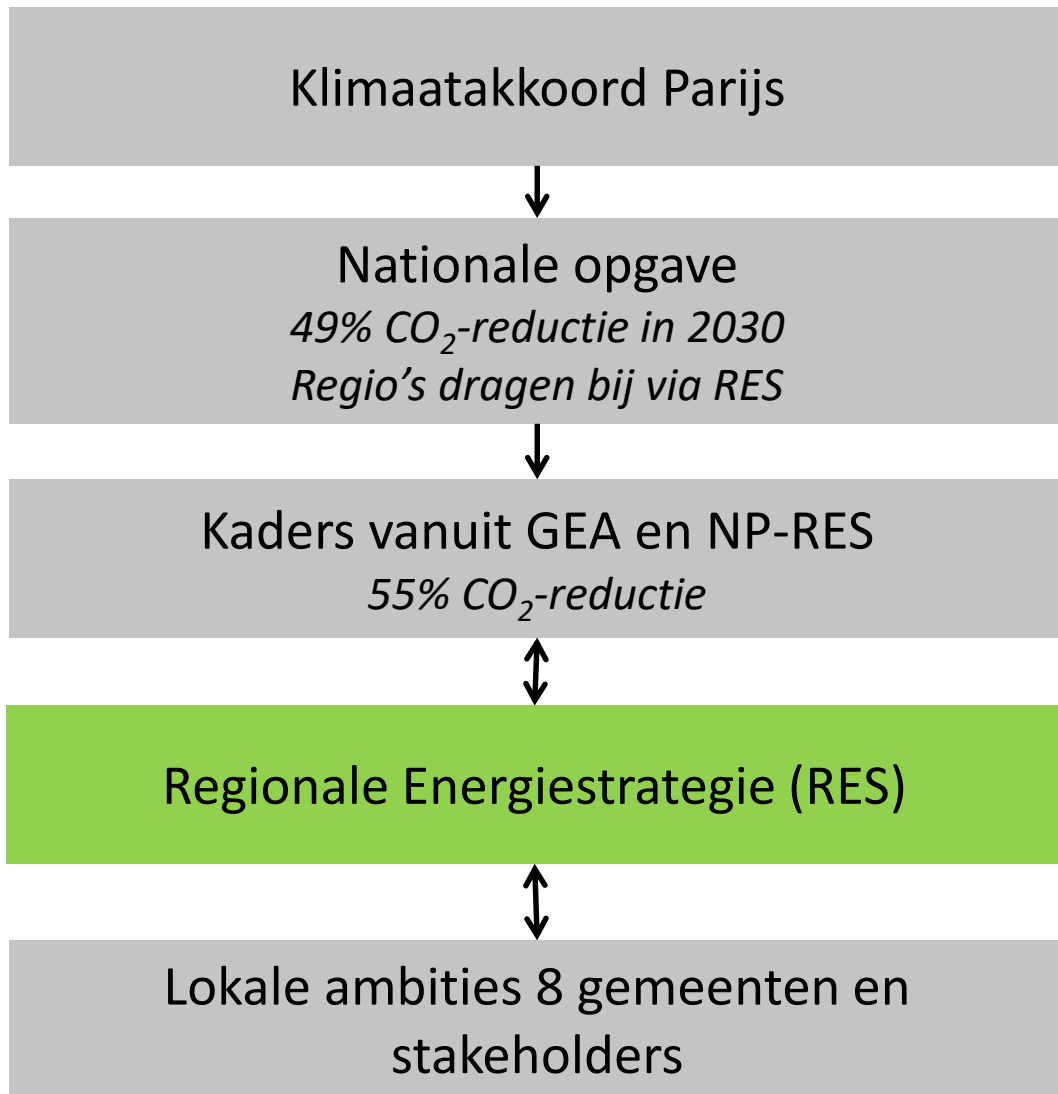 Klimaatakkoord Parijs
Nationale opgave
49% CO₂-reductie in 2030
Regio's dragen bij via RES
Kaders vanuit GEA en NP-RES
55% CO₂-reductie
Regionale Energiestrategie (RES)
Lokale ambities 8 gemeenten en
stakeholders